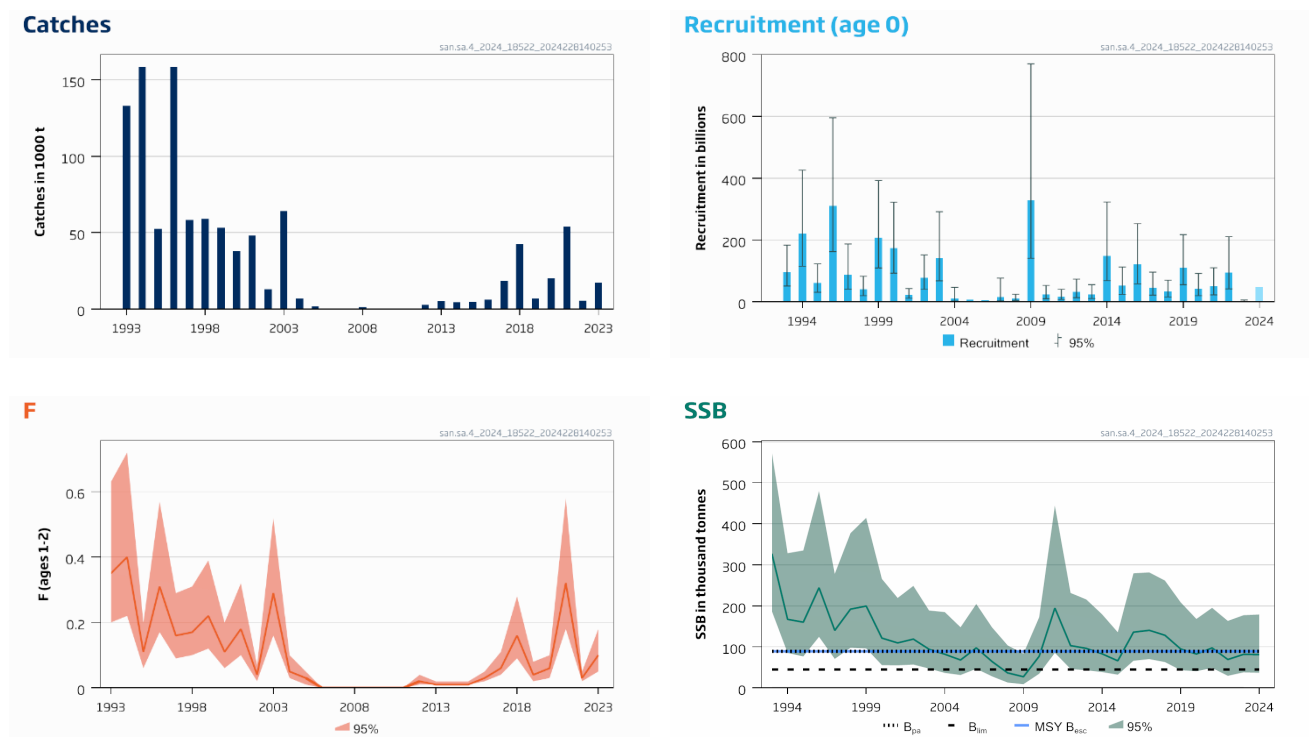 Catches
san.sa.4_2024_18522_2024228140253
Catches in 1000 t
150
100
50
0
1993 1998 2003 2008 2013 2018 2023
Recruitment (age 0)
san.sa.4_2024_18522_2024228140253
Recruitment in billions
800
600
400
200
0
1994 1999 2004 2009 2014 2019 2024
Recruitment 95%
F
san.sa.4_2024_18522_2024228140253
F (ages 1-2)
0.6
0.4
0.2
0
1993 1998 2003 2008 2013 2018 2023
95%
SSB
san.sa.4_2024_18522_2024228140253
SSB in thousand tonnes
600
500
400
300
200
100
0
1994 1999 2004 2009 2014 2019 2024
Bpa Blim MSY Besc 95%